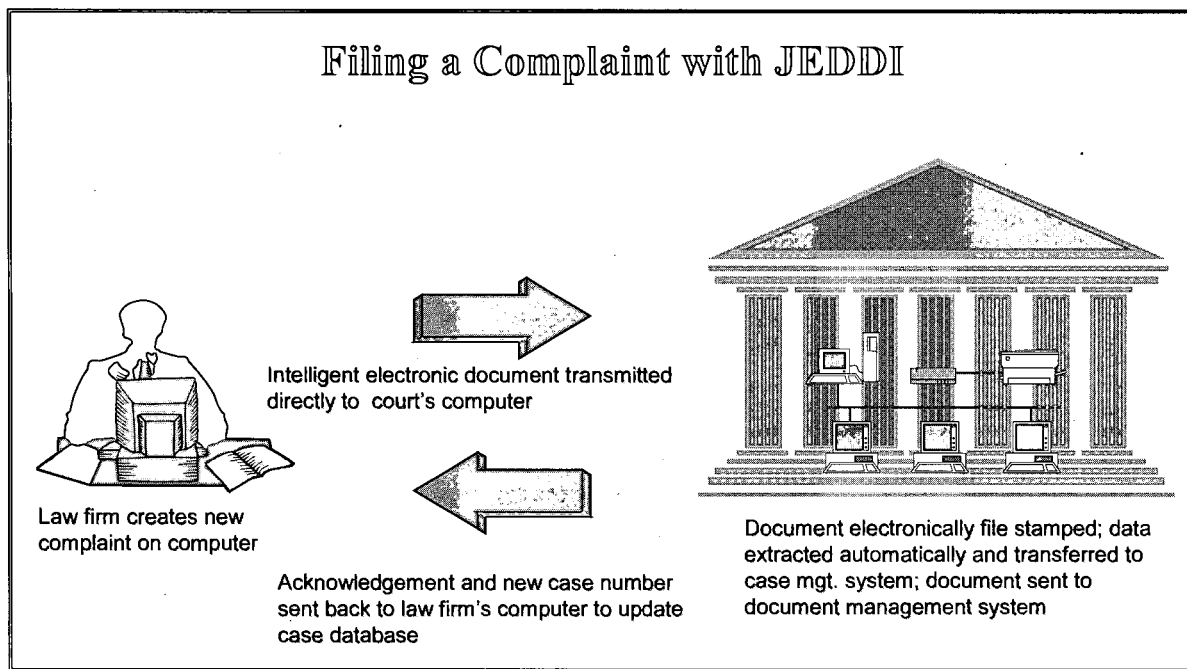 Filing a Complaint with JEDDI
Intelligent electronic document transmitted
directly to court's computer
Law firm creates new
complaint on computer
Acknowledgement and new case number
sent back to law firm's computer to update
case database
Document electronically file stamped; data
extracted automatically and transferred to
case mgt. system; document sent to
document management system